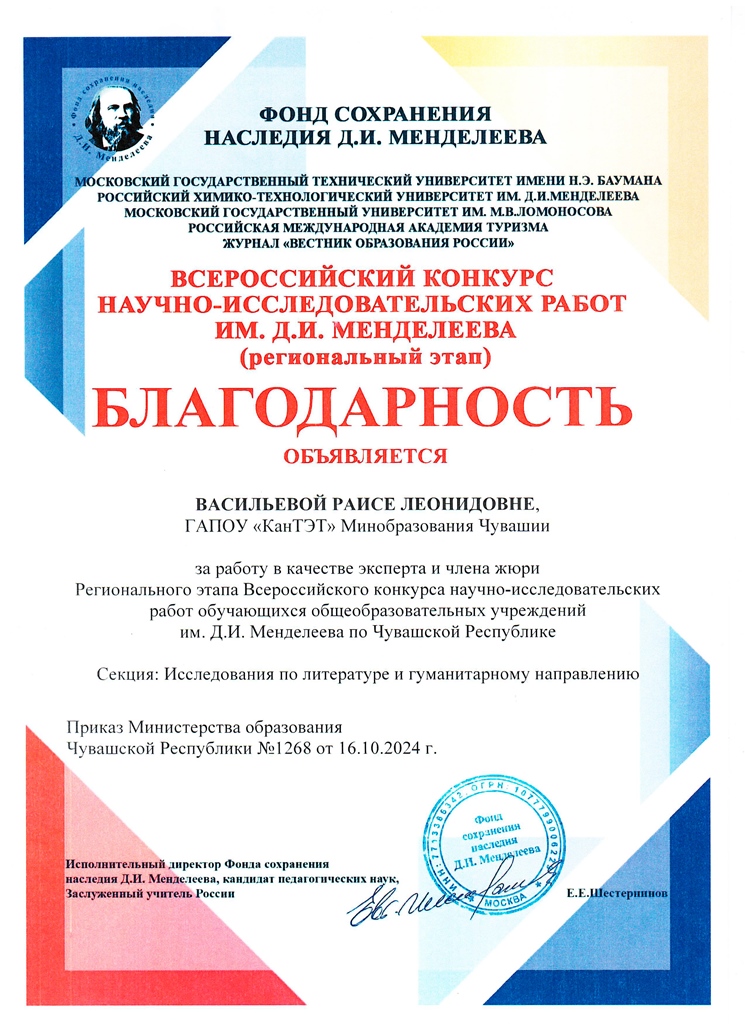 Фонд сохранения наследия
Д.И. Менделеева
ФОНД СОХРАНЕНИЯ
НАСЛЕДИЯ Д.И. МЕНДЕЛЕЕВА
МОСКОВСКИЙ ГОСУДАРСТВЕННЫЙ ТЕХНИЧЕСКИЙ УНИВЕРСИТЕТ ИМЕНИ Н.Э. БАУМАНА
РОССИЙСКИЙ ХИМИКО-ТЕХНОЛОГИЧЕСКИЙ УНИВЕРСИТЕТ ИМ. Д.И.МЕНДЕЛЕЕВА
МОСКОВСКИЙ ГОСУДАРСТВЕННЫЙ УНИВЕРСИТЕТ ИМ. М.В.ЛОМОНОСОВА
РОССИЙСКАЯ МЕЖДУНАРОДНАЯ АКАДЕМИЯ ТУРИЗМА
ЖУРНАЛ «ВЕСТНИК ОБРАЗОВАНИЯ РОССИИ»
ВСЕРОССИЙСКИЙ КОНКУРС
НАУЧНО-ИССЛЕДОВАТЕЛЬСКИХ РАБОТ
ИМ. Д.И. МЕНДЕЛЕЕВА
(региональный этап)
БЛАГОДАРНОСТЬ
ОБЪЯВЛЯЕТСЯ
ВАСИЛЬЕВОЙ РАИСЕ ЛЕОНИДОВНЕ,
ГАПОУ «КанТЭТ» Минобразования Чувашии
за работу в качестве эксперта и члена жюри
Регионального этапа Всероссийского конкурса научно-исследовательских
работ обучающихся общеобразовательных учреждений
им. Д.И. Менделеева по Чувашской Республике
Секция: Исследования по литературе и гуманитарному направлению
Приказ Министерства образования
Чувашской Республики №1268 от 16.10.2024 г.
Исполнительный директор Фонда сохранения
наследия Д.И. Менделеева, кандидат педагогических наук,
Заслуженный учитель России
Фонд
сохранения
наследия
Д.И. Менделеева
МОСКВА
Е.Е.Шестернинов